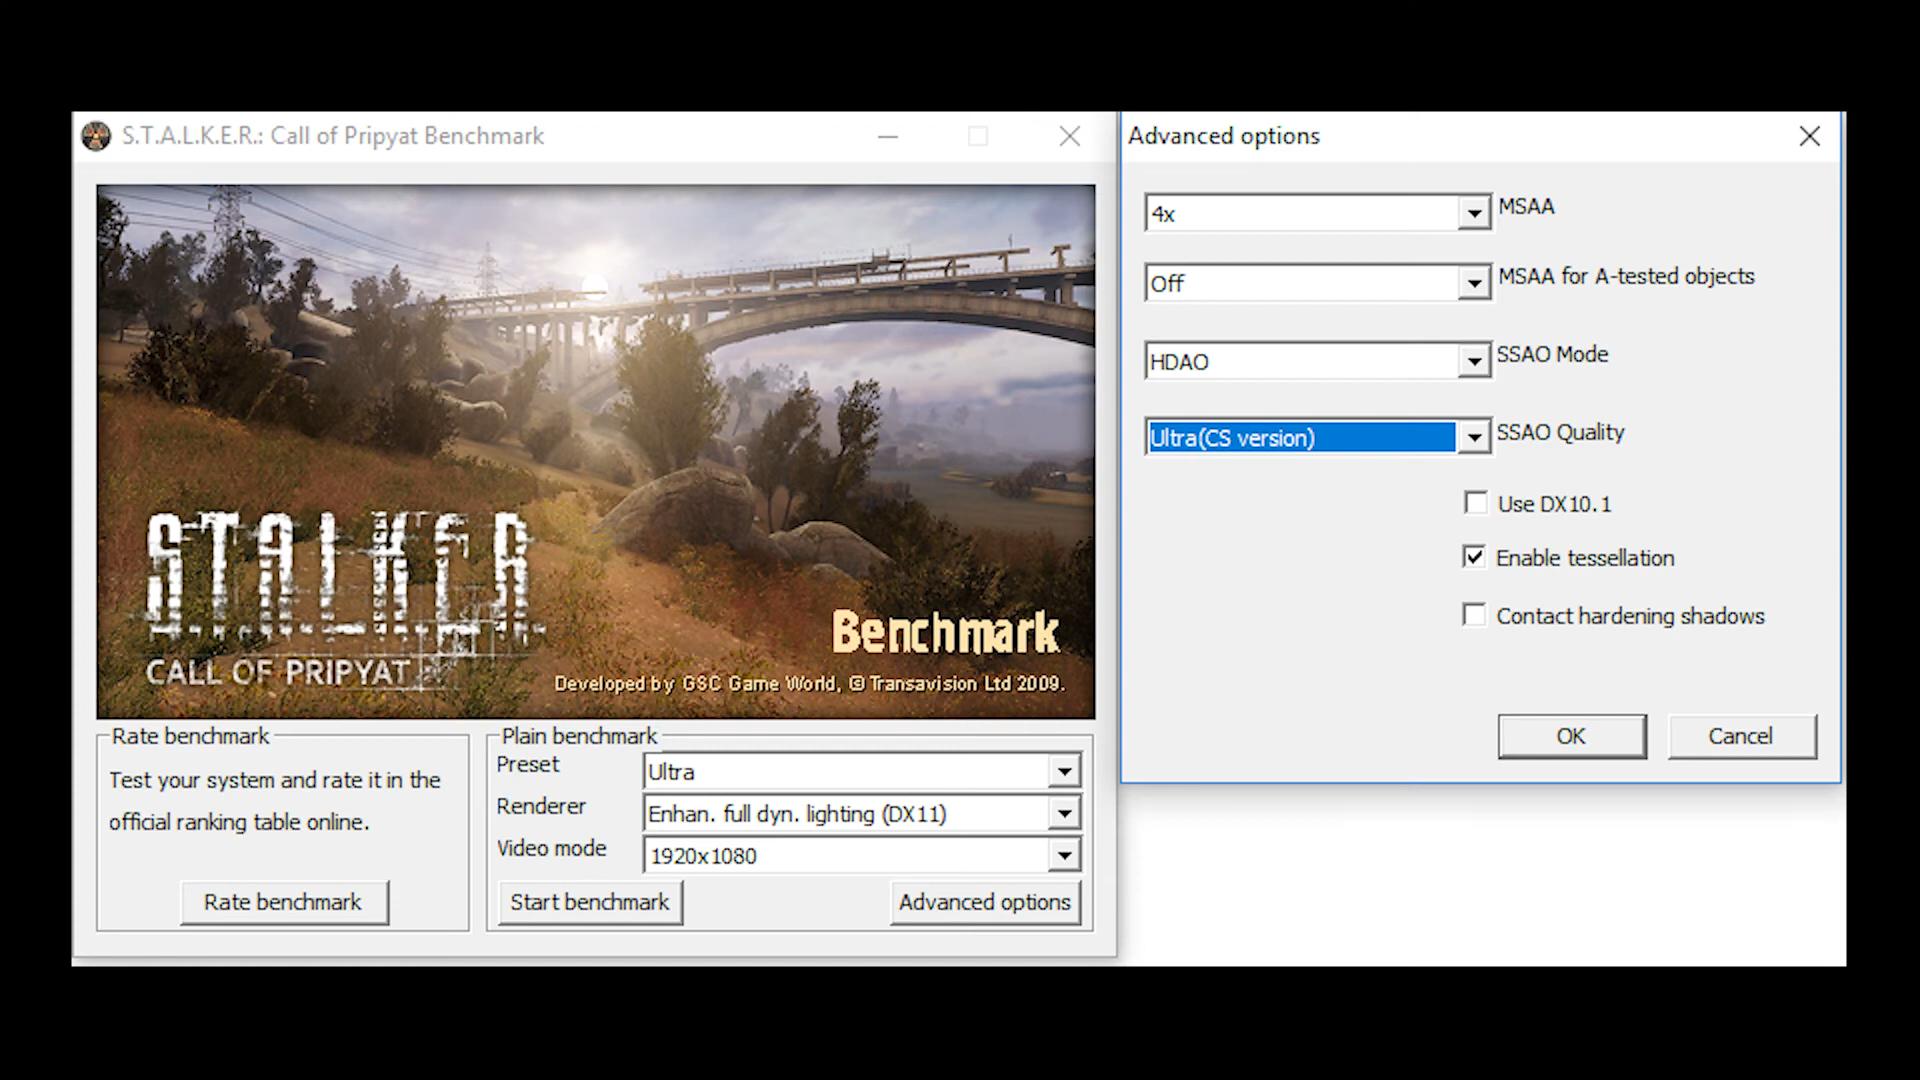 S.T.A.L.K.E.R.: Call of Pripyat Benchmark
S.T.A.L.K.E.R.
CALL OF PRIPYAT
Benchmark
Developed by GSC Game World, © Transavision Ltd 2009.
Rate benchmark
Test your system and rate it in the
official ranking table online.
Rate benchmark
Plain benchmark
Preset
Ultra
Renderer
Enhan. full dyn. lighting (DX11)
Video mode
1920x1080
Start benchmark
Advanced options
Advanced options
4x
MSAA
Off
MSAA for A-tested objects
HDAO
SSAO Mode
Ultra(CS version)
SSAO Quality
Use DX10.1
Enable tessellation
Contact hardening shadows
OK
Cancel